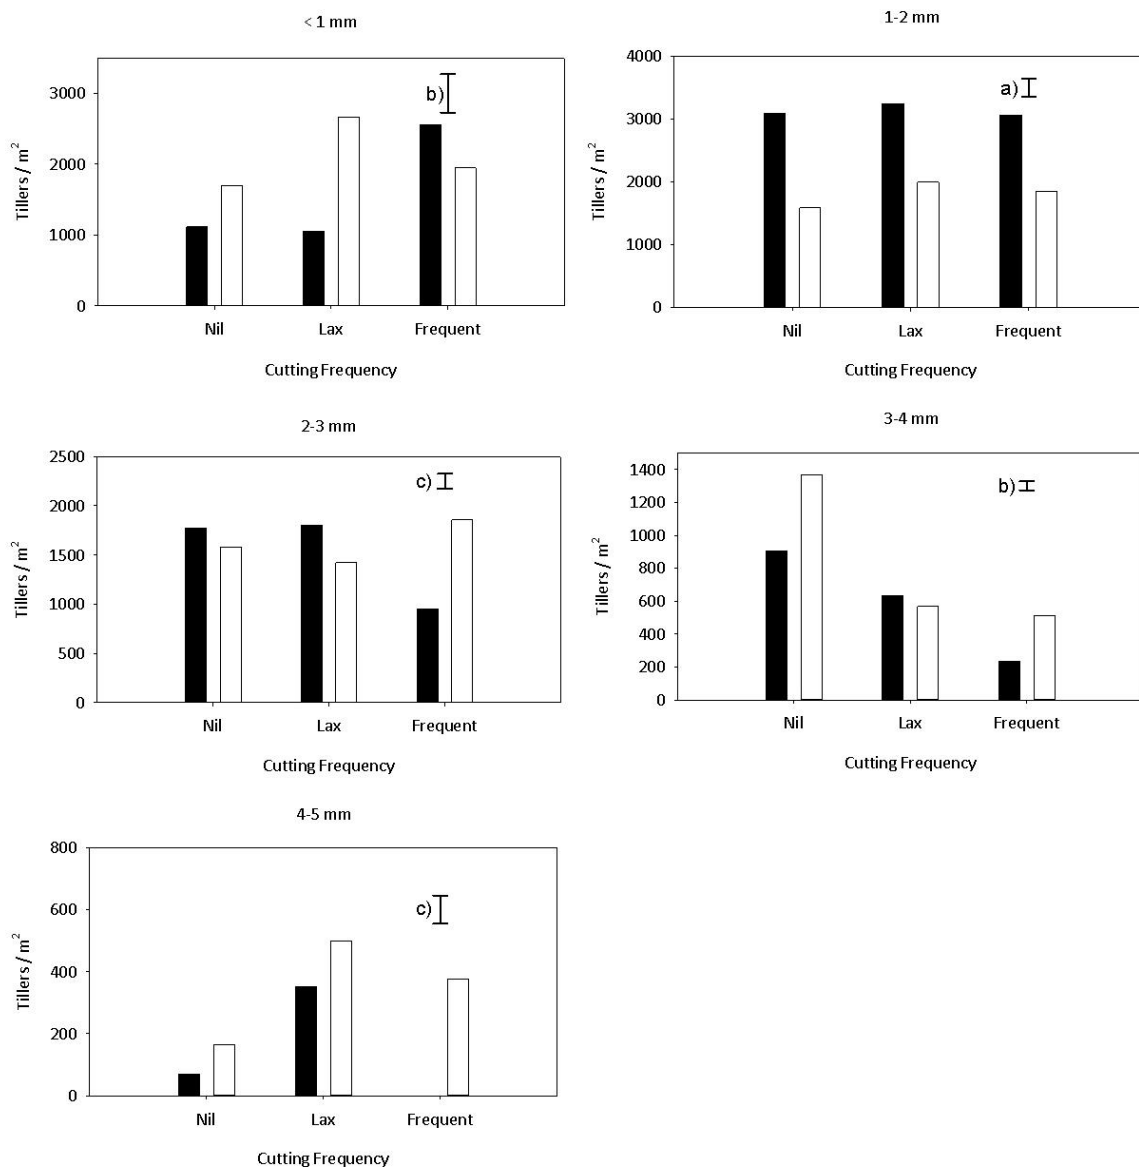 < 1 mm
b)
3000
2000
1000
0
Tillers / m²
Nil Lax Frequent
Cutting Frequency
1-2 mm
a)
4000
3000
2000
1000
0
Tillers / m²
Nil Lax Frequent
Cutting Frequency
2-3 mm
c)
2500
2000
1500
1000
500
0
Tillers / m²
Nil Lax Frequent
Cutting Frequency
3-4 mm
b)
1400
1200
1000
800
600
400
200
0
Tillers / m²
Nil Lax Frequent
Cutting Frequency
4-5 mm
c)
800
600
400
200
0
Tillers / m²
Nil Lax Frequent
Cutting Frequency